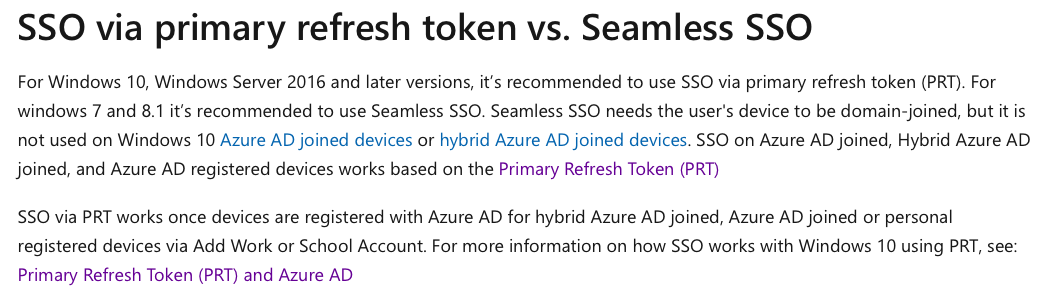 SSO via primary refresh token vs. Seamless SSO
For Windows 10, Windows Server 2016 and later versions, it’s recommended to use SSO via primary refresh token (PRT). For
windows 7 and 8.1 it’s recommended to use Seamless SSO. Seamless SSO needs the user's device to be domain-joined, but it is
not used on Windows 10 Azure AD joined devices or hybrid Azure AD joined devices. SSO on Azure AD joined, Hybrid Azure AD
joined, and Azure AD registered devices works based on the Primary Refresh Token (PRT)
SSO via PRT works once devices are registered with Azure AD for hybrid Azure AD joined, Azure AD joined or personal
registered devices via Add Work or School Account. For more information on how SSO works with Windows 10 using PRT, see:
Primary Refresh Token (PRT) and Azure AD